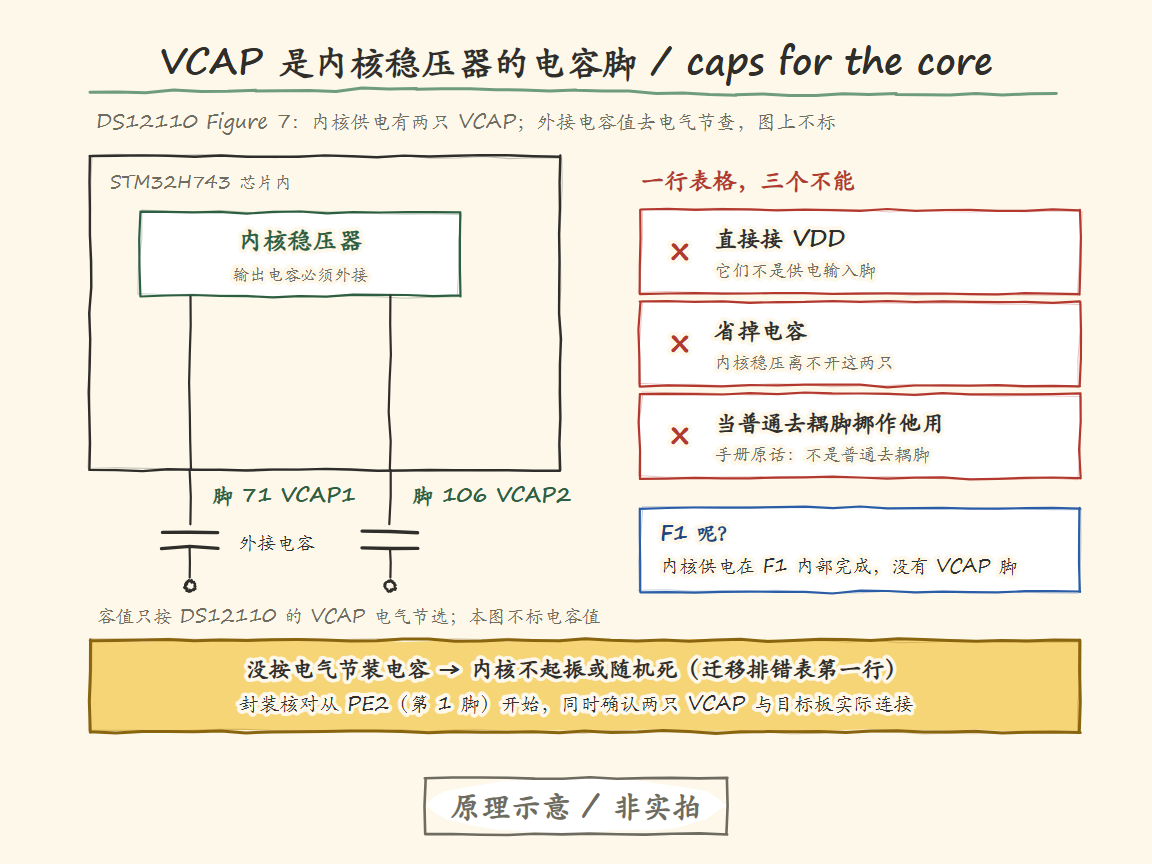 VCAP 是内核稳压器的电容脚 / caps for the core
DS12110 Figure 7：内核供电有两只 VCAP；外接电容值去电气节查，图上不标
STM32H743 芯片内
内核稳压器
输出电容必须外接
脚 71 VCAP1
脚 106 VCAP2
外接电容
容值只按 DS12110 的 VCAP 电气节选；本图不标电容值
一行表格，三个不能
× 直接接 VDD
它们不是供电输入脚
× 省掉电容
内核稳压离不开这两只
× 当普通去耦脚挪作他用
手册原话：不是普通去耦脚
F1 呢？
内核供电在 F1 内部完成，没有 VCAP 脚
没按电气节装电容 → 内核不起振或随机死（迁移排错表第一行）
封装核对从 PE2（第 1 脚）开始，同时确认两只 VCAP 与目标板实际连接
原理示意 / 非实拍